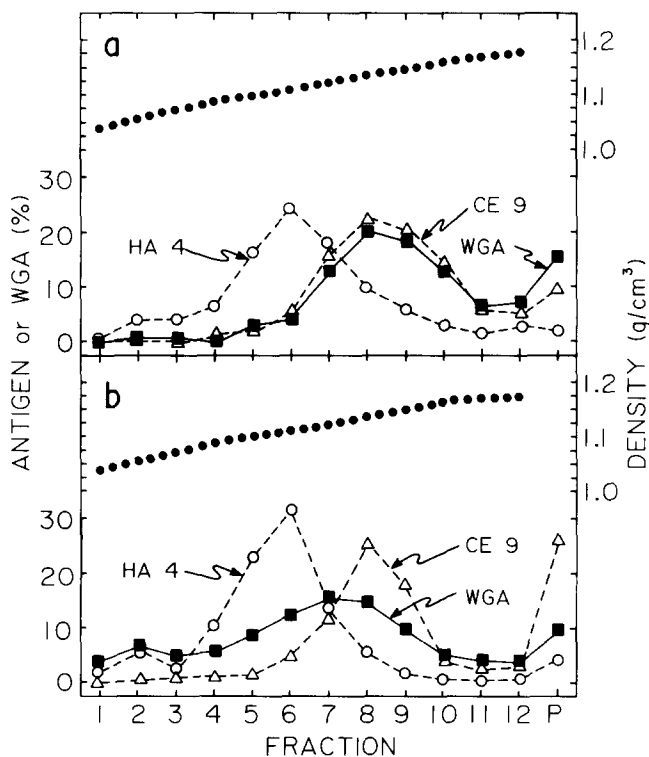 a
1.2
1.1
1.0
30
20
10
0
HA 4
CE 9
WGA
b
1.2
1.1
1.0
30
20
10
0
HA 4
CE 9
WGA
ANTIGEN or WGA (%)
DENSITY (g/cm³)
1 2 3 4 5 6 7 8 9 10 11 12 P
FRACTION